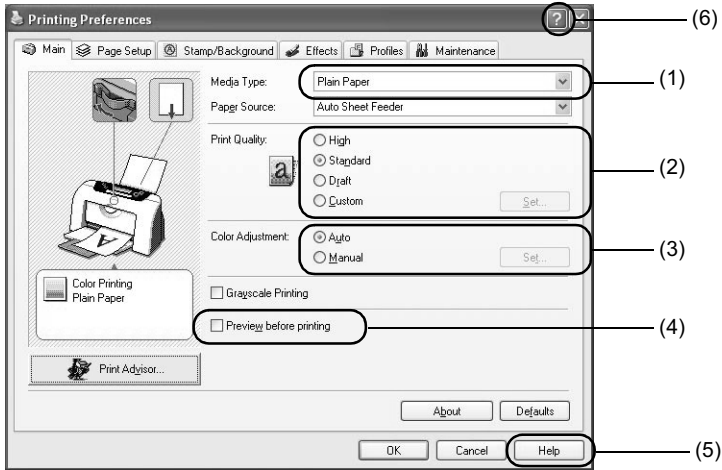 Printing Preferences
?
(6)
Main Page Setup Stamp/Background Effects Profiles Maintenance
Media Type: Plain Paper
(1)
Paper Source: Auto Sheet Feeder
Print Quality: High
Standard
(2)
a
Draft
Custom Set...
Color Adjustment: Auto
(3)
Manual Set...
A
Color Printing
Plain Paper
Grayscale Printing
Preview before printing
(4)
Print Advisor...
About Defaults
OK Cancel Help
(5)